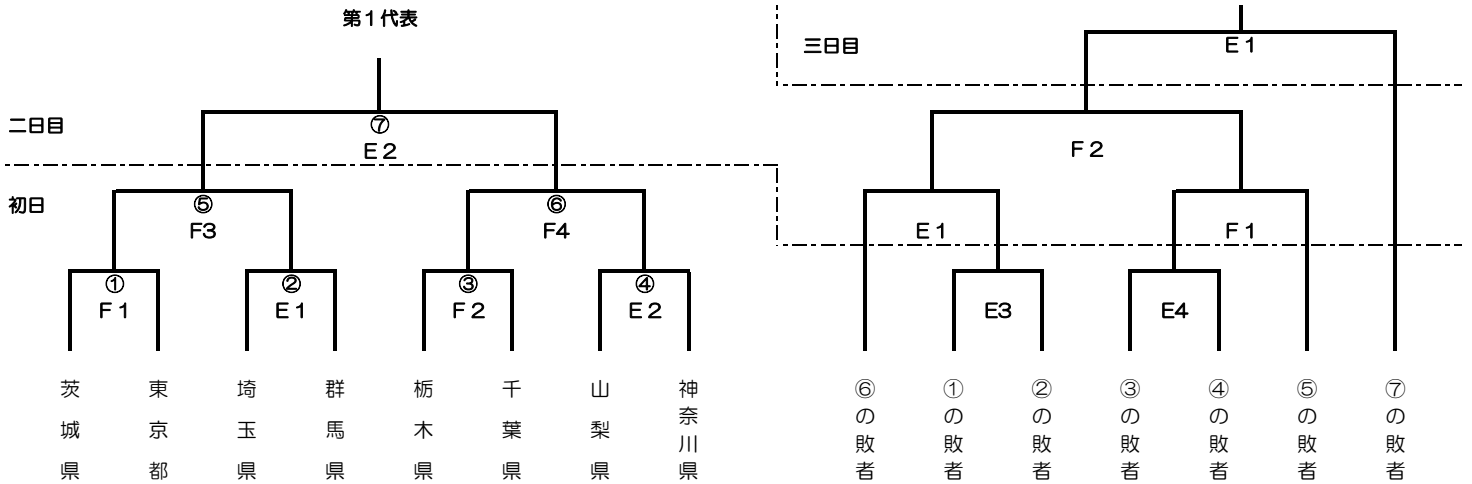 第1代表
三日目
E1
二日目
⑦
E2
F2
初日
⑤
F3
⑥
F4
E1
F1
①
F1
②
E1
③
F2
④
E2
E3
E4
茨城県
東京都
埼玉県
群馬県
栃木県
千葉県
山梨県
神奈川県
⑥の敗者
①の敗者
②の敗者
③の敗者
④の敗者
⑤の敗者
⑦の敗者